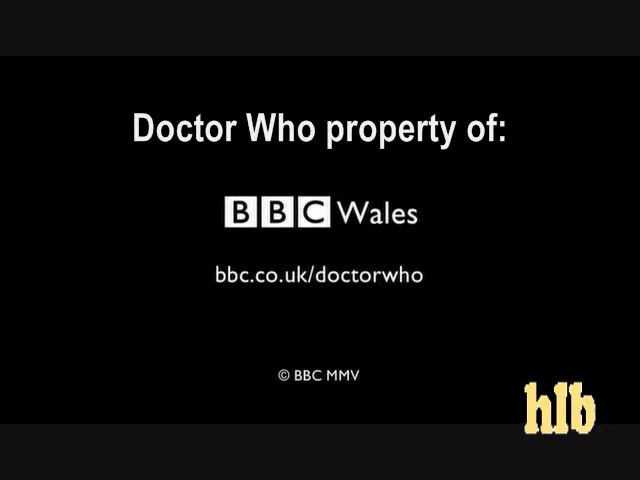 Doctor Who property of:
BBC Wales
bbc.co.uk/doctorwho
© BBC MMV
hlb